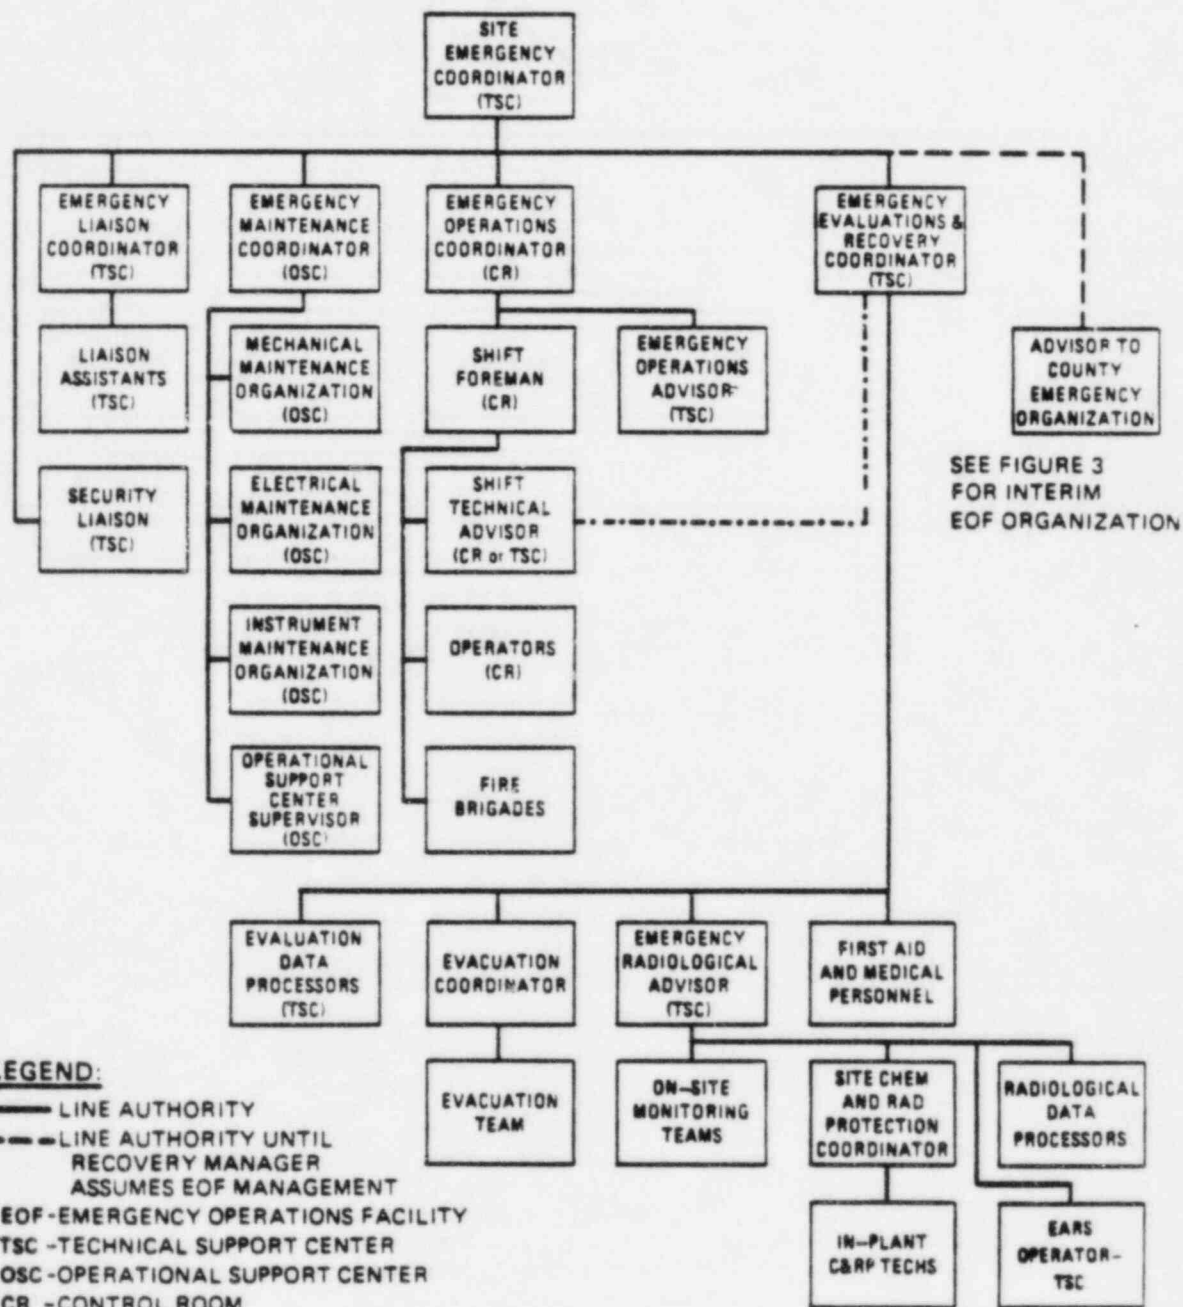 SITE
EMERGENCY
COORDINATOR
(TSC)
EMERGENCY
LIAISON
COORDINATOR
(TSC)
EMERGENCY
MAINTENANCE
COORDINATOR
(OSC)
EMERGENCY
OPERATIONS
COORDINATOR
(CR)
EMERGENCY
EVALUATIONS &
RECOVERY
COORDINATOR
(TSC)
LIAISON
ASSISTANTS
(TSC)
MECHANICAL
MAINTENANCE
ORGANIZATION
(OSC)
SHIFT
FOREMAN
(CR)
EMERGENCY
OPERATIONS
ADVISOR-
(TSC)
ADVISOR TO
COUNTY
EMERGENCY
ORGANIZATION
SEE FIGURE 3
FOR INTERIM
EOF ORGANIZATION
SECURITY
LIAISON
(TSC)
ELECTRICAL
MAINTENANCE
ORGANIZATION
(OSC)
SHIFT
TECHNICAL
ADVISOR
(CR or TSC)
INSTRUMENT
MAINTENANCE
ORGANIZATION
(OSC)
OPERATORS
(CR)
OPERATIONAL
SUPPORT
CENTER
SUPERVISOR
(OSC)
FIRE
BRIGADES
EVALUATION
DATA
PROCESSORS
(TSC)
EVACUATION
COORDINATOR
EMERGENCY
RADIOLOGICAL
ADVISOR
(TSC)
FIRST AID
AND MEDICAL
PERSONNEL
EVACUATION
TEAM
ON-SITE
MONITORING
TEAMS
SITE CHEM
AND RAD
PROTECTION
COORDINATOR
RADIOLOGICAL
DATA
PROCESSORS
IN-PLANT
C&RP TECHS
EARS
OPERATOR-
TSC
LEGEND:
LINE AUTHORITY
LINE AUTHORITY UNTIL
RECOVERY MANAGER
ASSUMES EOF MANAGEMENT
EOF-EMERGENCY OPERATIONS FACILITY
TSC -TECHNICAL SUPPORT CENTER
OSC -OPERATIONAL SUPPORT CENTER
CR -CONTROL ROOM